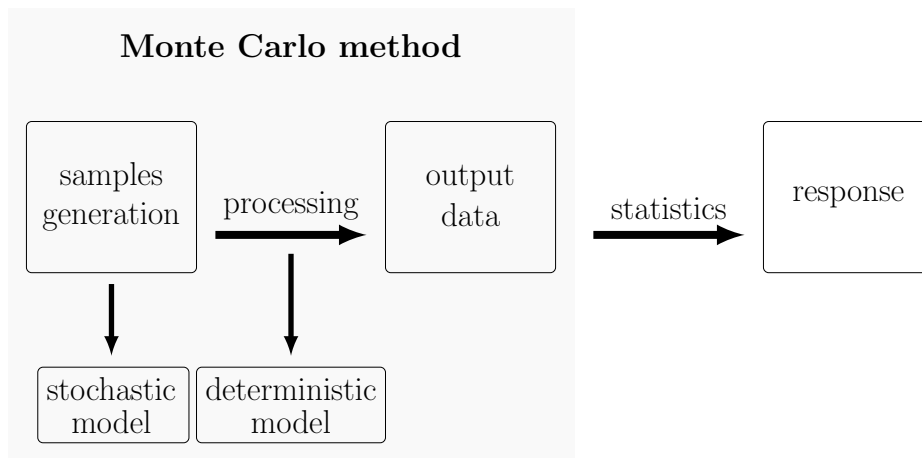 Monte Carlo method
samples
generation
processing
output
data
statistics
response
stochastic
model
deterministic
model